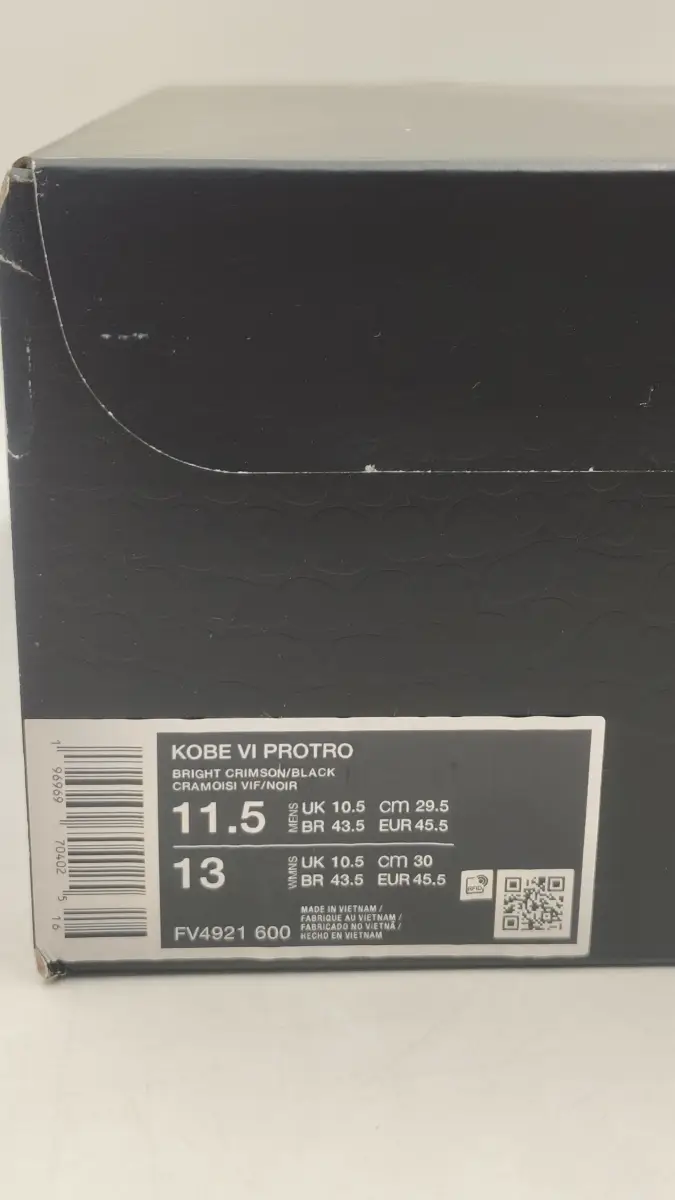 KOBE VI PROTRO
BRIGHT CRIMSON/BLACK
CRAMOISI VIF/NOIR
11.5 MENS UK 10.5 cm 29.5
BR 43.5 EUR 45.5
13 WMNS UK 10.5 cm 30
BR 43.5 EUR 45.5
FV4921 600
MADE IN VIETNAM /
FABRIQUE AU VIETNAM /
FABRICADO NO VIETNÃ /
HECHO EN VIETNAM
RFID
1 96969 70402 5 16